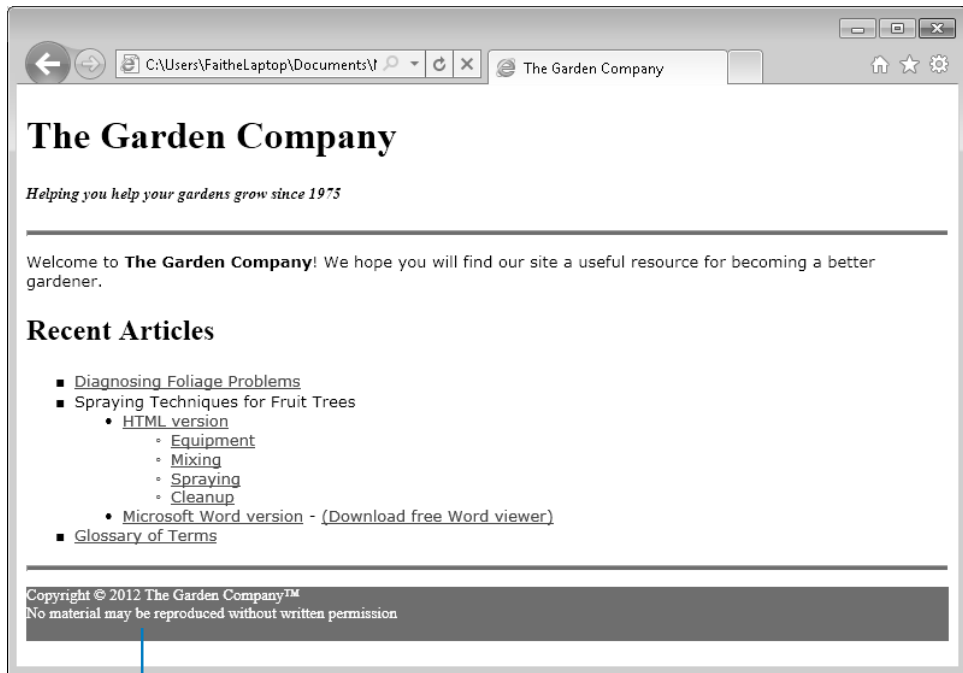 C:\Users\FaitheLaptop\Documents\
The Garden Company
The Garden Company
Helping you help your gardens grow since 1975
Welcome to The Garden Company! We hope you will find our site a useful resource for becoming a better
gardener.
Recent Articles
Diagnosing Foliage Problems
Spraying Techniques for Fruit Trees
HTML version
Equipment
Mixing
Spraying
Cleanup
Microsoft Word version - (Download free Word viewer)
Glossary of Terms
Copyright © 2012 The Garden Company™
No material may be reproduced without written permission